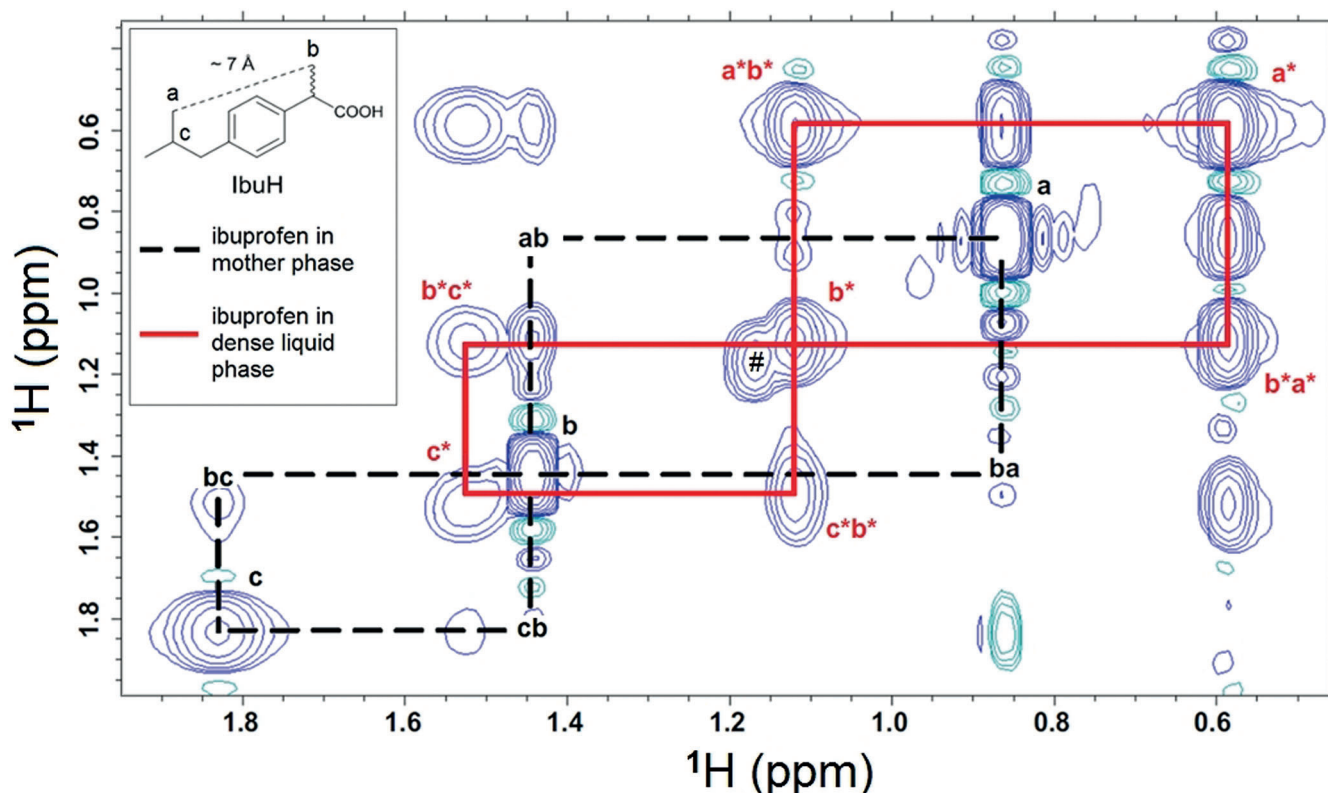 b
~ 7 Å
a
c
COOH
IbuH
ibuprofen in
mother phase
ibuprofen in
dense liquid
phase
a*b*
a*
a
ab
b*c*
b*
#
b*a*
b
c*
bc
ba
c*b*
c
cb
0.6
0.8
1.0
1.2
1.4
1.6
1.8
¹H (ppm)
1.8
1.6
1.4
1.2
1.0
0.8
0.6
¹H (ppm)